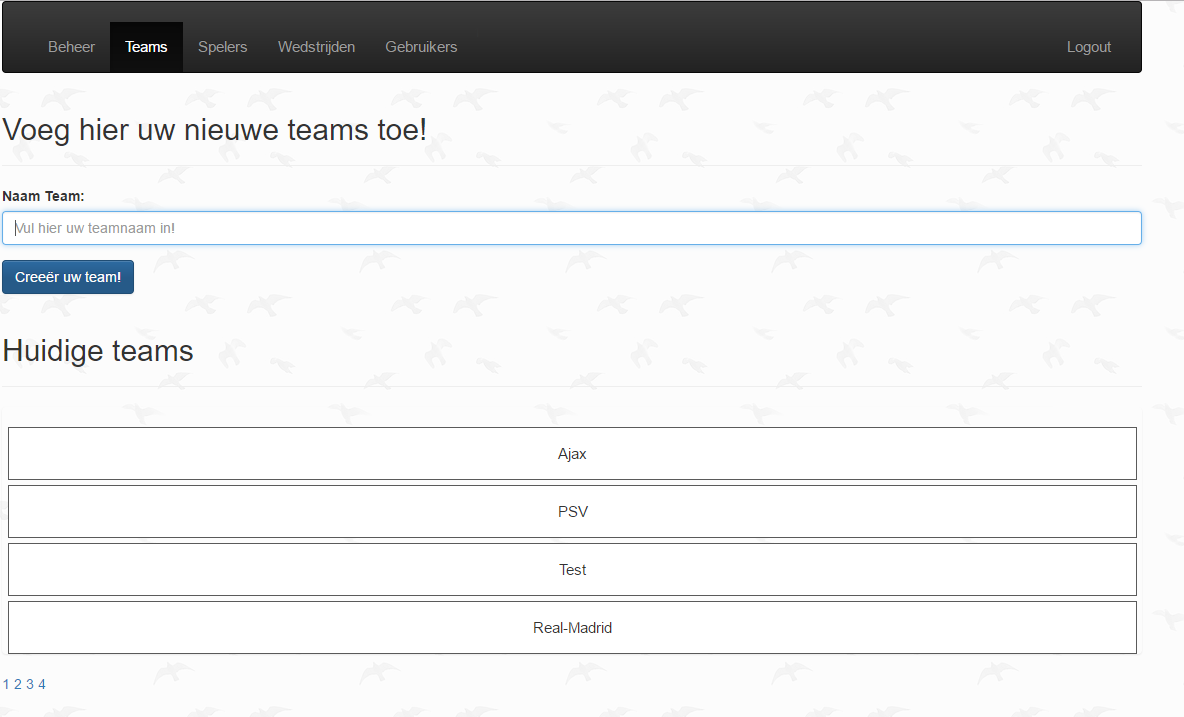 Beheer Teams Spelers Wedstrijden Gebruikers Logout
Voeg hier uw nieuwe teams toe!
Naam Team:
Vul hier uw teamnaam in!
Creeër uw team!
Huidige teams
Ajax
PSV
Test
Real-Madrid
1 2 3 4